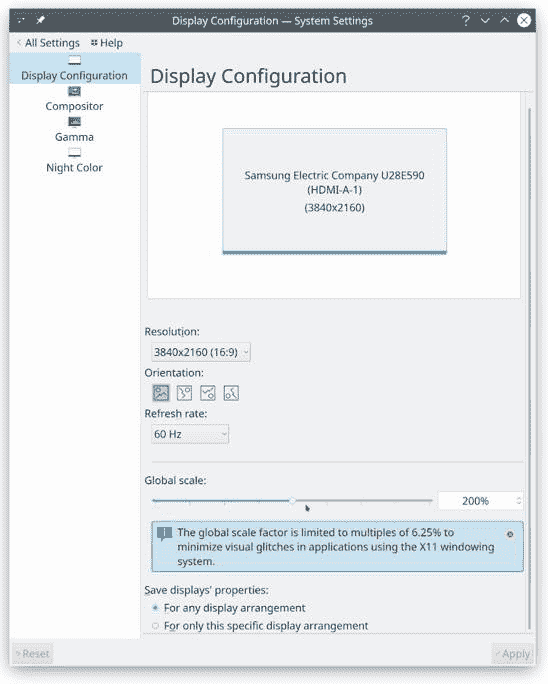 Display Configuration — System Settings
All Settings Help
Display Configuration
Compositor
Gamma
Night Color
Display Configuration
Samsung Electric Company U28E590
(HDMI-A-1)
(3840x2160)
Resolution:
3840x2160 (16:9)
Orientation:
Refresh rate:
60 Hz
Global scale:
200%
The global scale factor is limited to multiples of 6.25% to
minimize visual glitches in applications using the X11 windowing
system.
Save displays' properties:
For any display arrangement
For only this specific display arrangement
Reset
Apply